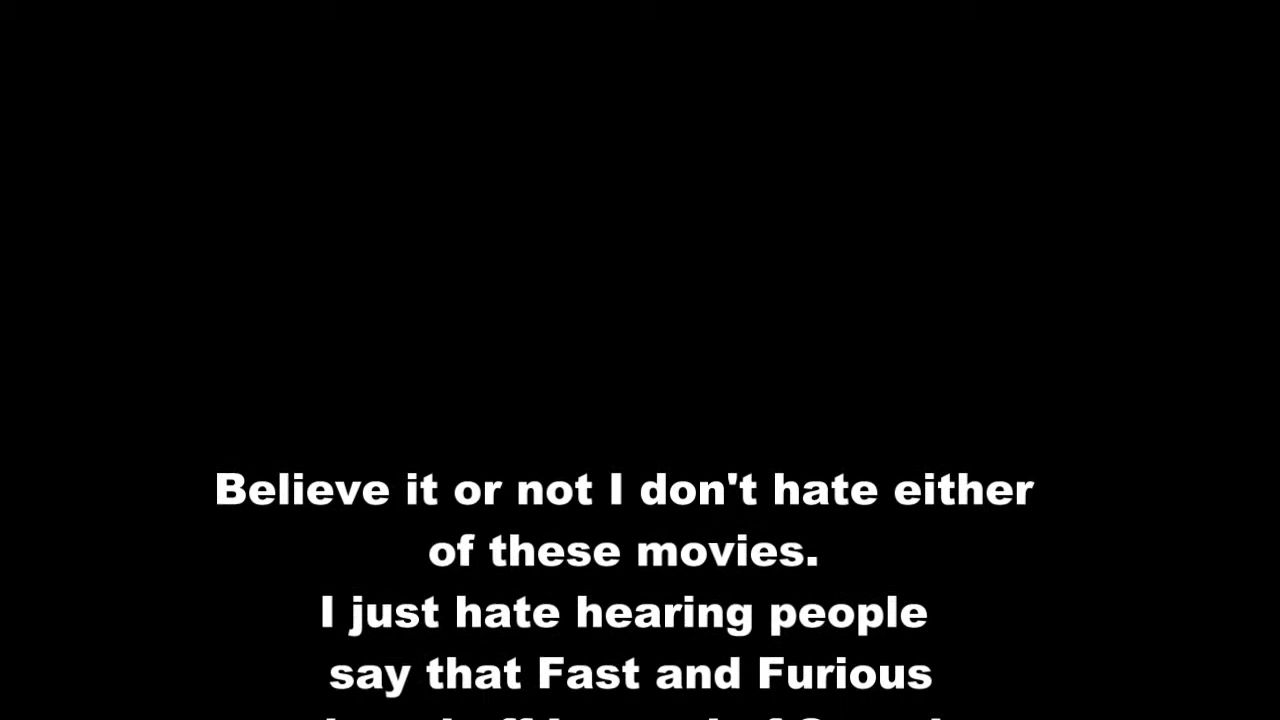 Believe it or not I don't hate either
of these movies.
I just hate hearing people
say that Fast and Furious